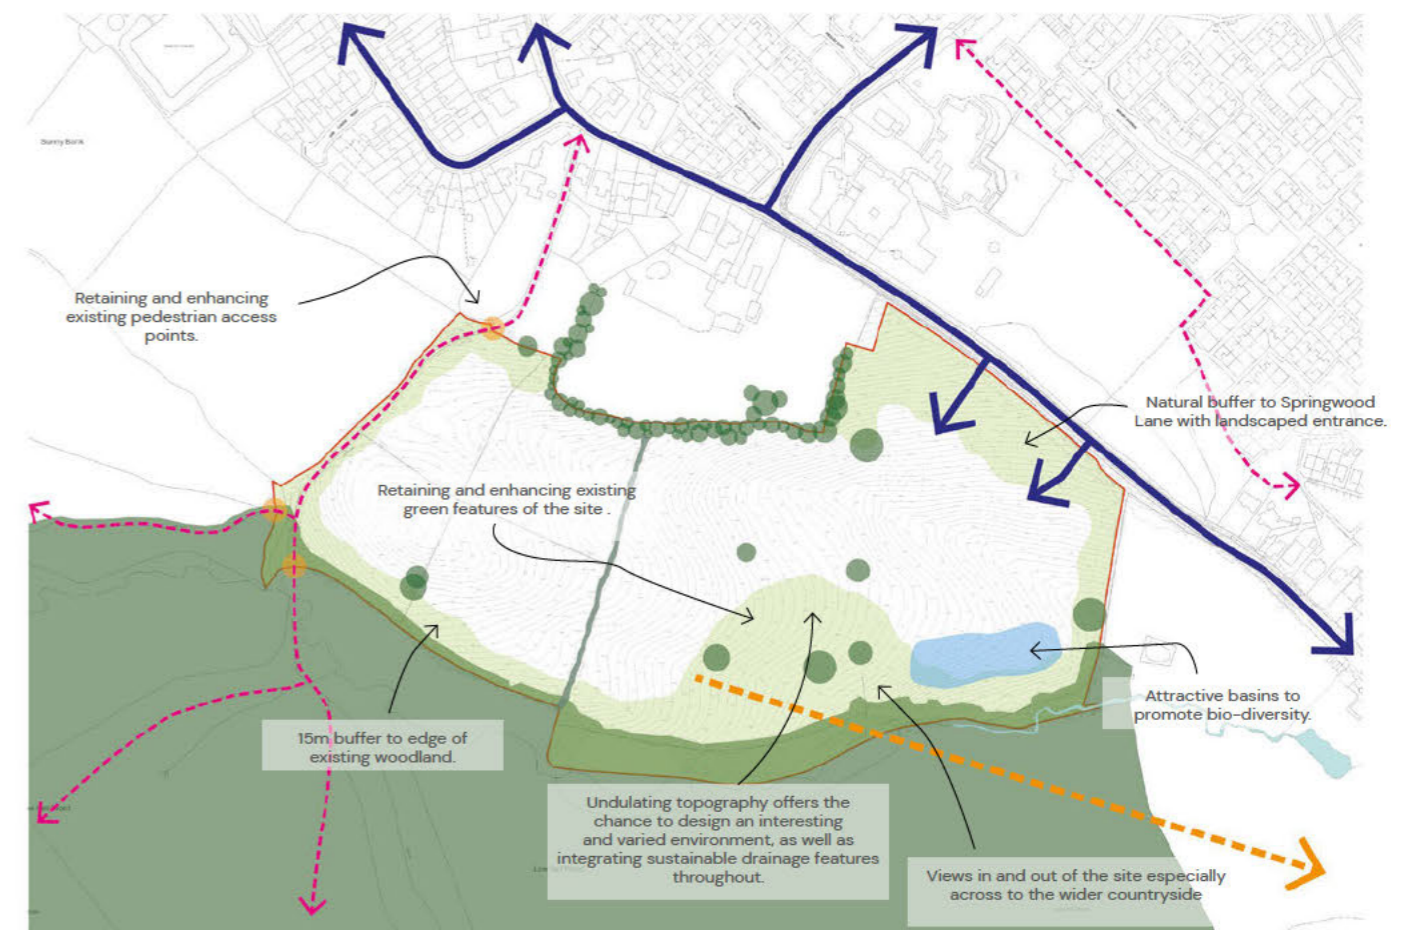 Sunny Bank
Retaining and enhancing
existing pedestrian access
points.
Natural buffer to Springwood
Lane with landscaped entrance.
Retaining and enhancing existing
green features of the site .
Attractive basins to
promote bio-diversity.
15m buffer to edge of
existing woodland.
Undulating topography offers the
chance to design an interesting
and varied environment, as well as
integrating sustainable drainage features
throughout.
Views in and out of the site especially
across to the wider countryside